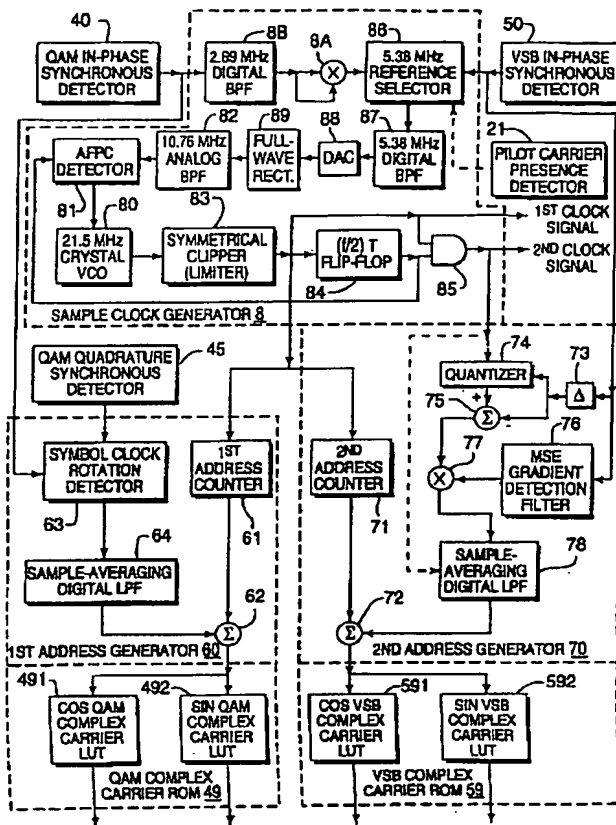 40
QAM IN-PHASE
SYNCHRONOUS
DETECTOR
8B
2.69 MHz
DIGITAL
BPF
8A
×
86
5.38 MHz
REFERENCE
SELECTOR
50
VSB IN-PHASE
SYNCHRONOUS
DETECTOR
21
PILOT CARRIER
PRESENCE
DETECTOR
AFPC
DETECTOR
81
82
10.76 MHz
ANALOG
BPF
89
FULL-
WAVE
RECT.
88
DAC
87
5.38 MHz
DIGITAL
BPF
80
21.5 MHz
CRYSTAL
VCO
83
SYMMETRICAL
CLIPPER
(LIMITER)
(f/2) T
FLIP-FLOP
84
85
1ST CLOCK
SIGNAL
2ND CLOCK
SIGNAL
SAMPLE CLOCK GENERATOR 8
45
QAM QUADRATURE
SYNCHRONOUS
DETECTOR
74
QUANTIZER
73
Δ
+
75
Σ
-
77
×
76
MSE
GRADIENT
DETECTION
FILTER
SYMBOL CLOCK
ROTATION
DETECTOR
63
1ST
ADDRESS
COUNTER
61
2ND
ADDRESS
COUNTER
71
64
SAMPLE-AVERAGING
DIGITAL LPF
78
SAMPLE-
AVERAGING
DIGITAL LPF
62
Σ
72
Σ
1ST ADDRESS GENERATOR 60
2ND ADDRESS GENERATOR 70
491
COS QAM
COMPLEX
CARRIER
LUT
492
SIN QAM
COMPLEX
CARRIER
LUT
591
COS VSB
COMPLEX
CARRIER
LUT
592
SIN VSB
COMPLEX
CARRIER
LUT
QAM COMPLEX
CARRIER ROM 49
VSB COMPLEX
CARRIER ROM 59